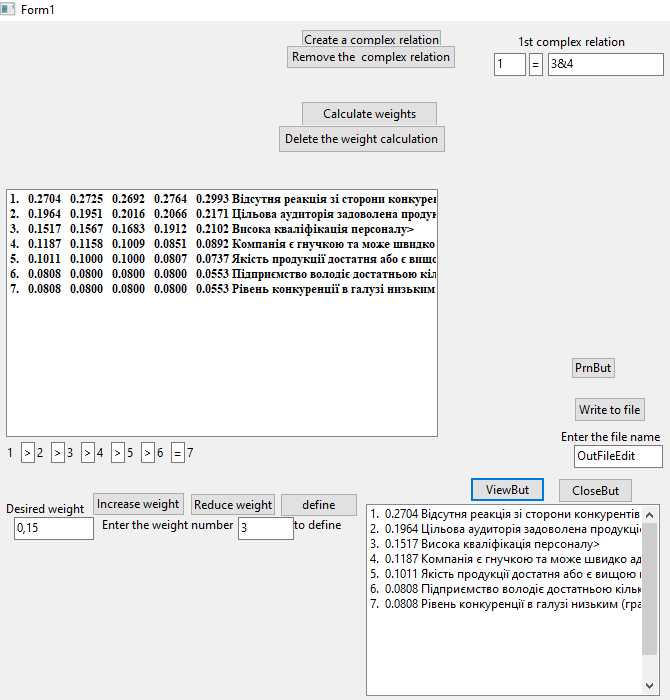 Form1
Create a complex relation
Remove the  complex relation
1st complex relation
1 = 3&4
Calculate weights
Delete the weight calculation
1. 0.2704 0.2725 0.2692 0.2764 0.2993 Відсутня реакція зі сторони
2. 0.1964 0.1951 0.2016 0.2066 0.2171 Цільова аудиторія задоволена
3. 0.1517 0.1567 0.1683 0.1912 0.2102 Висока кваліфікація персоналу>
4. 0.1187 0.1158 0.1009 0.0851 0.0892 Компанія є гнучкою та може швидко
5. 0.1011 0.1000 0.1000 0.0807 0.0737 Якість продукції достатня або є
6. 0.0808 0.0800 0.0800 0.0800 0.0553 Підприємство володіє достатньою
7. 0.0808 0.0800 0.0800 0.0800 0.0553 Рівень конкуренції в галузі низьким
PrnBut
Write to file
Enter the file name
OutFileEdit
1 > 2 > 3 > 4 > 5 > 6 = 7
ViewBut CloseBut
Desired weight Increase weight Reduce weight define
0,15 Enter the weight number 3 to define
1. 0.2704 Відсутня реакція зі сторони конкурентів
2. 0.1964 Цільова аудиторія задоволена
3. 0.1517 Висока кваліфікація персоналу>
4. 0.1187 Компанія є гнучкою та може швидко
5. 0.1011 Якість продукції достатня або є вищою
6. 0.0808 Підприємство володіє достатньою
7. 0.0808 Рівень конкуренції в галузі низьким